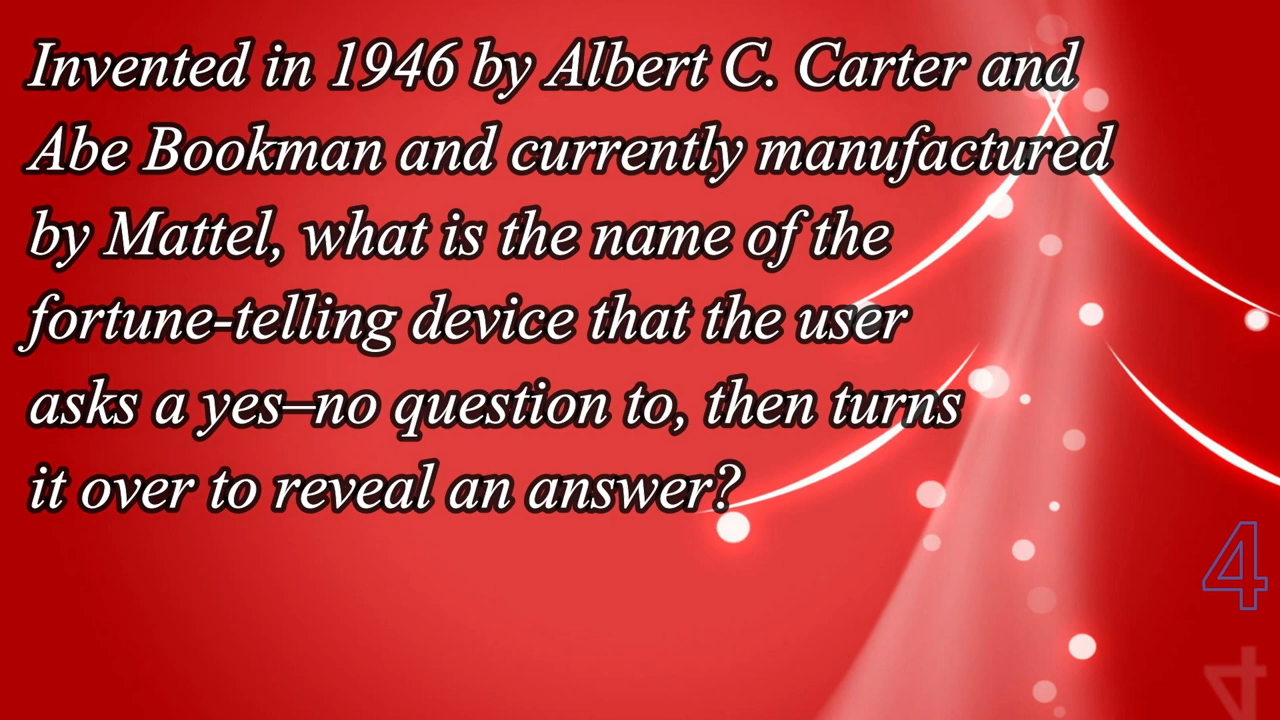 Invented in 1946 by Albert C. Carter and
Abe Bookman and currently manufactured
by Mattel, what is the name of the
fortune-telling device that the user
asks a yes–no question to, then turns
it over to reveal an answer?
4